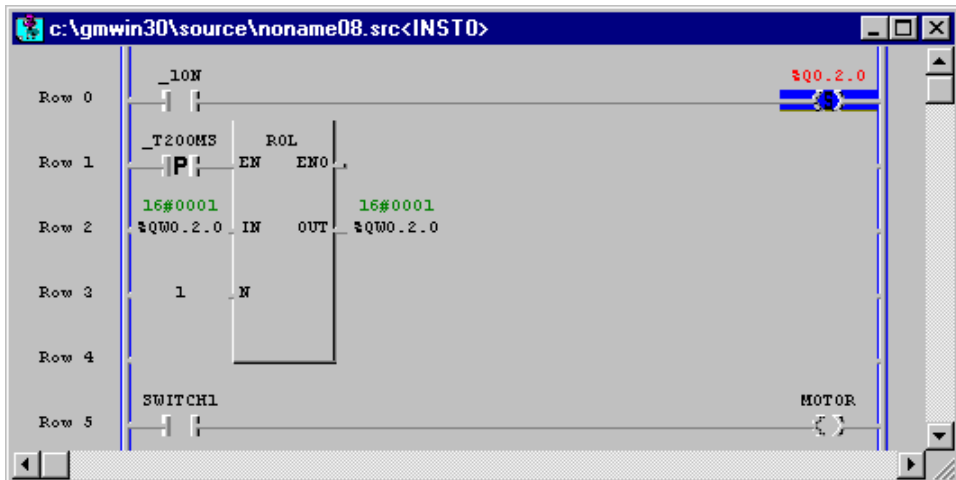 c:\gmwin30\source\noname08.src<INST0>
_1ON %Q0.2.0
Row 0 S
_T200MS ROL
Row 1 P EN ENO
16#0001 16#0001
Row 2 %QW0.2.0 IN OUT %QW0.2.0
Row 3 1 N
Row 4
SWITCH1 MOTOR
Row 5